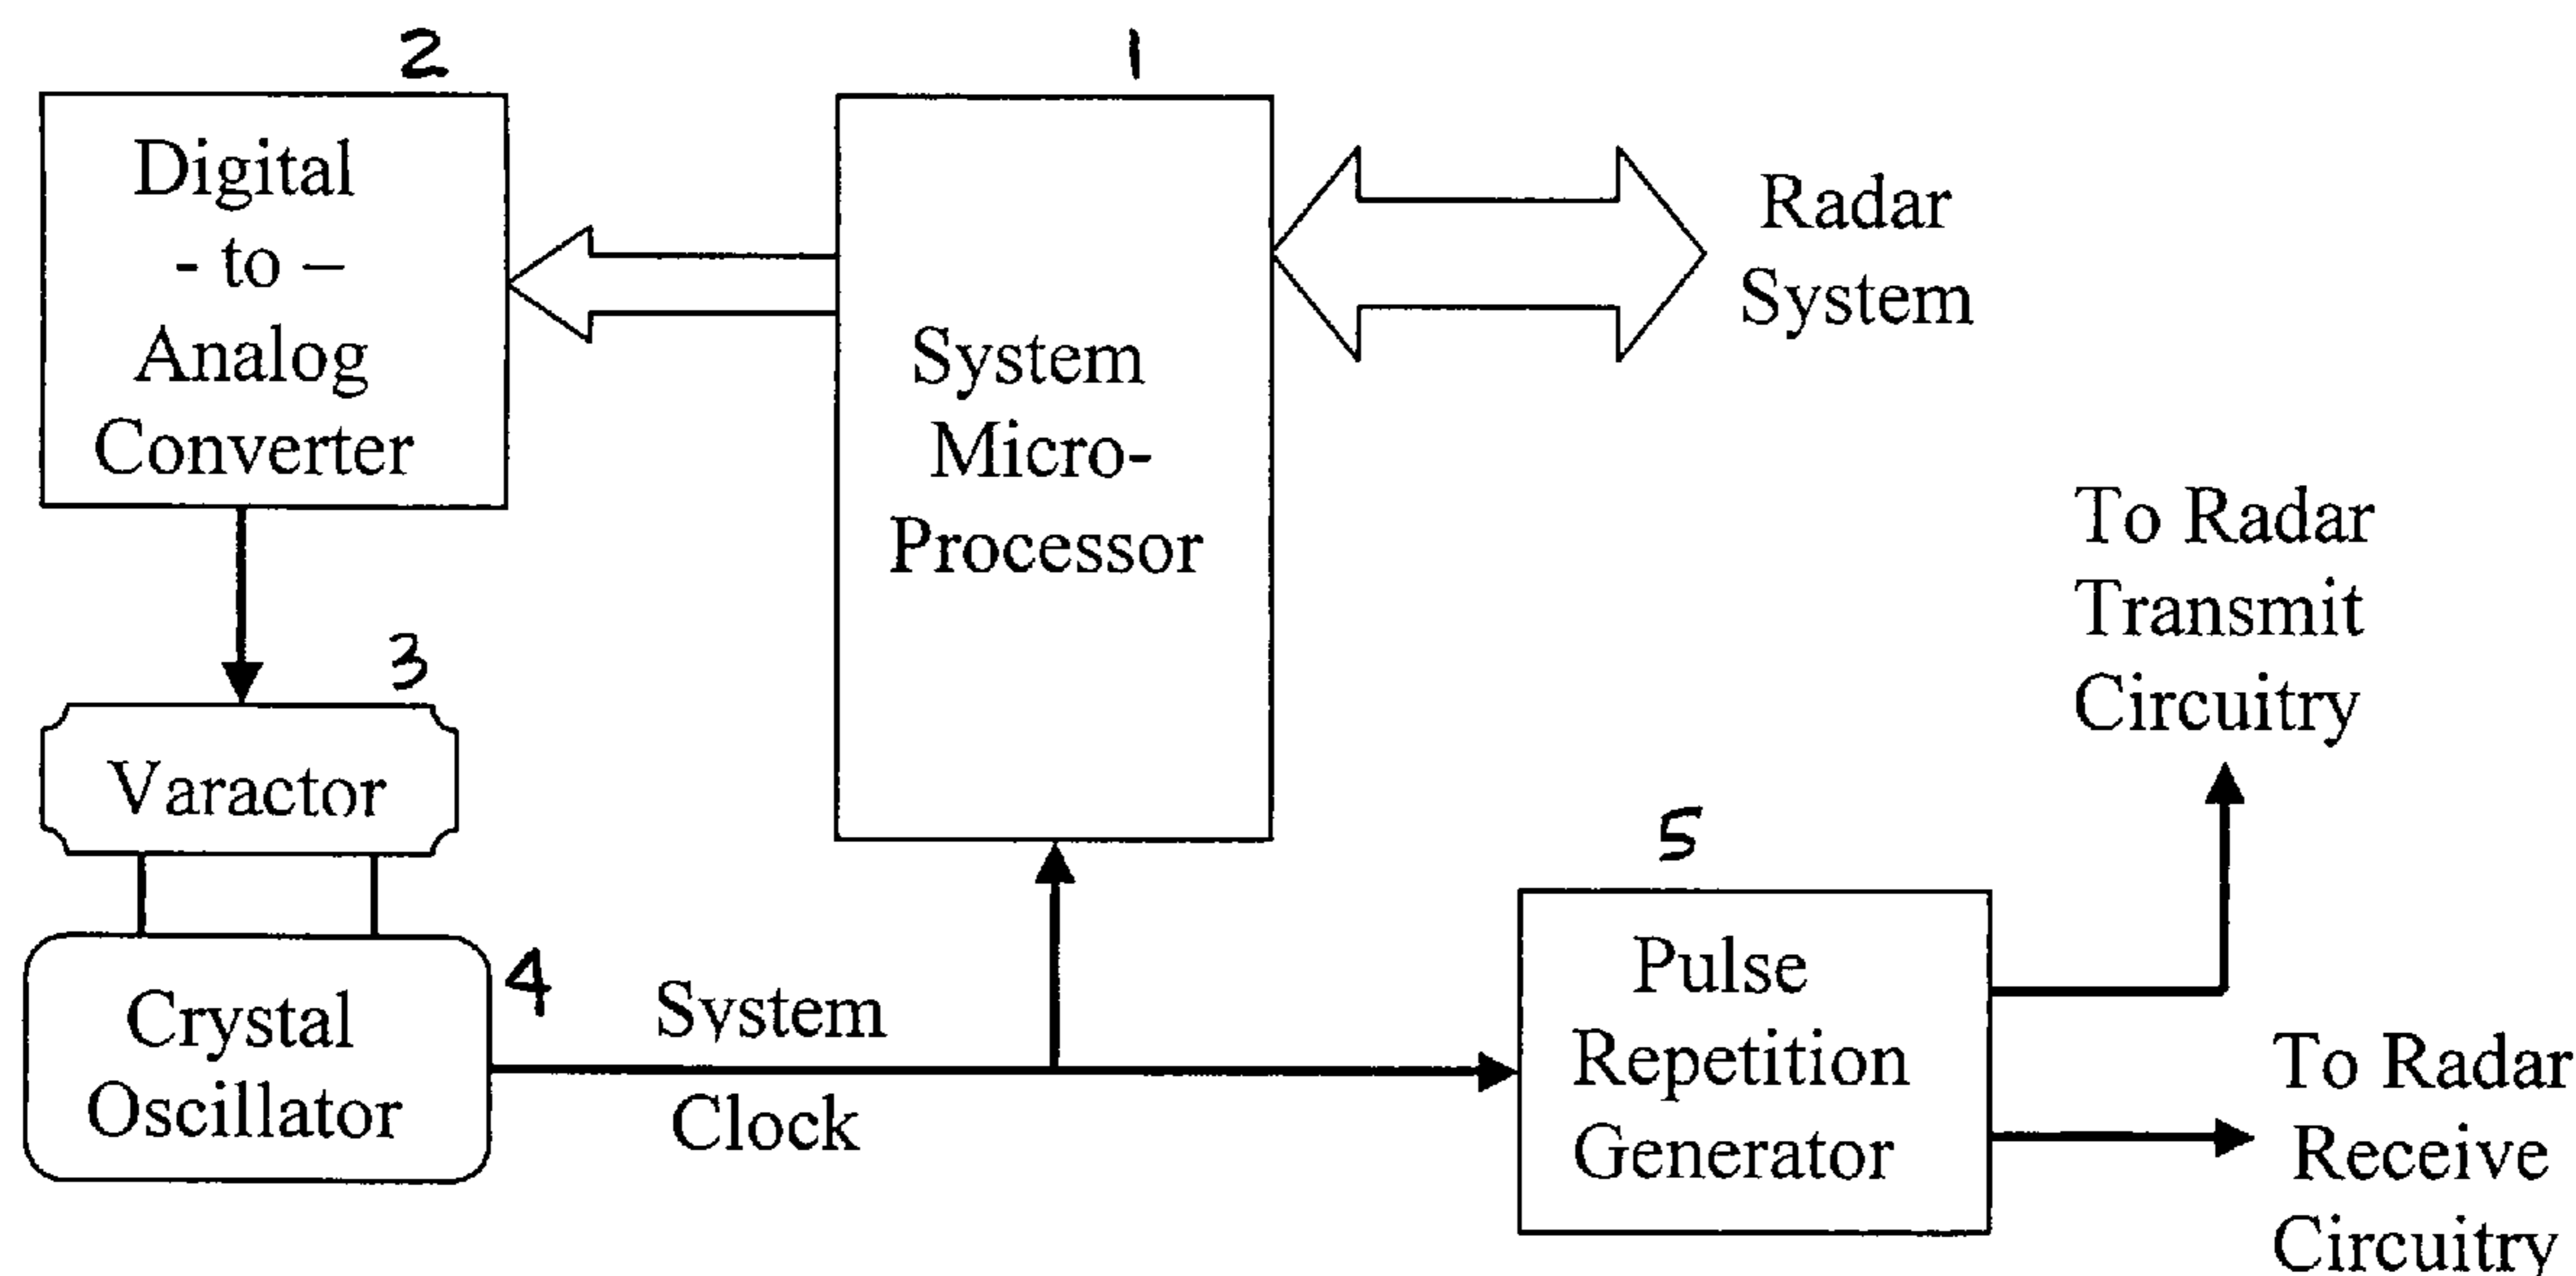 2
1
Digital
- to –
Analog
Converter
System
Micro-
Processor
Radar
System
To Radar
Transmit
Circuitry
3
Varactor
4
Crystal
Oscillator
System
Clock
5
Pulse
Repetition
Generator
To Radar
Receive
Circuitry